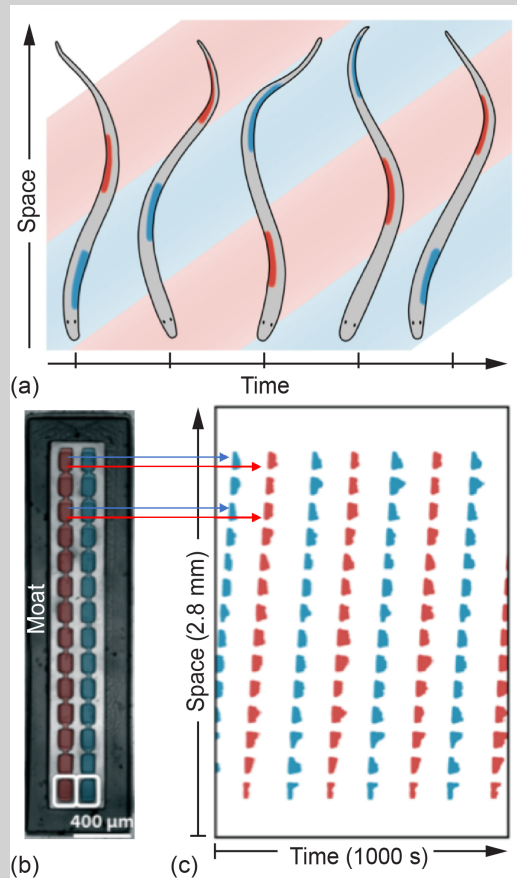 Space
(a)
Time
Moat
400 µm
(b)
Space (2.8 mm)
(c)
Time (1000 s)